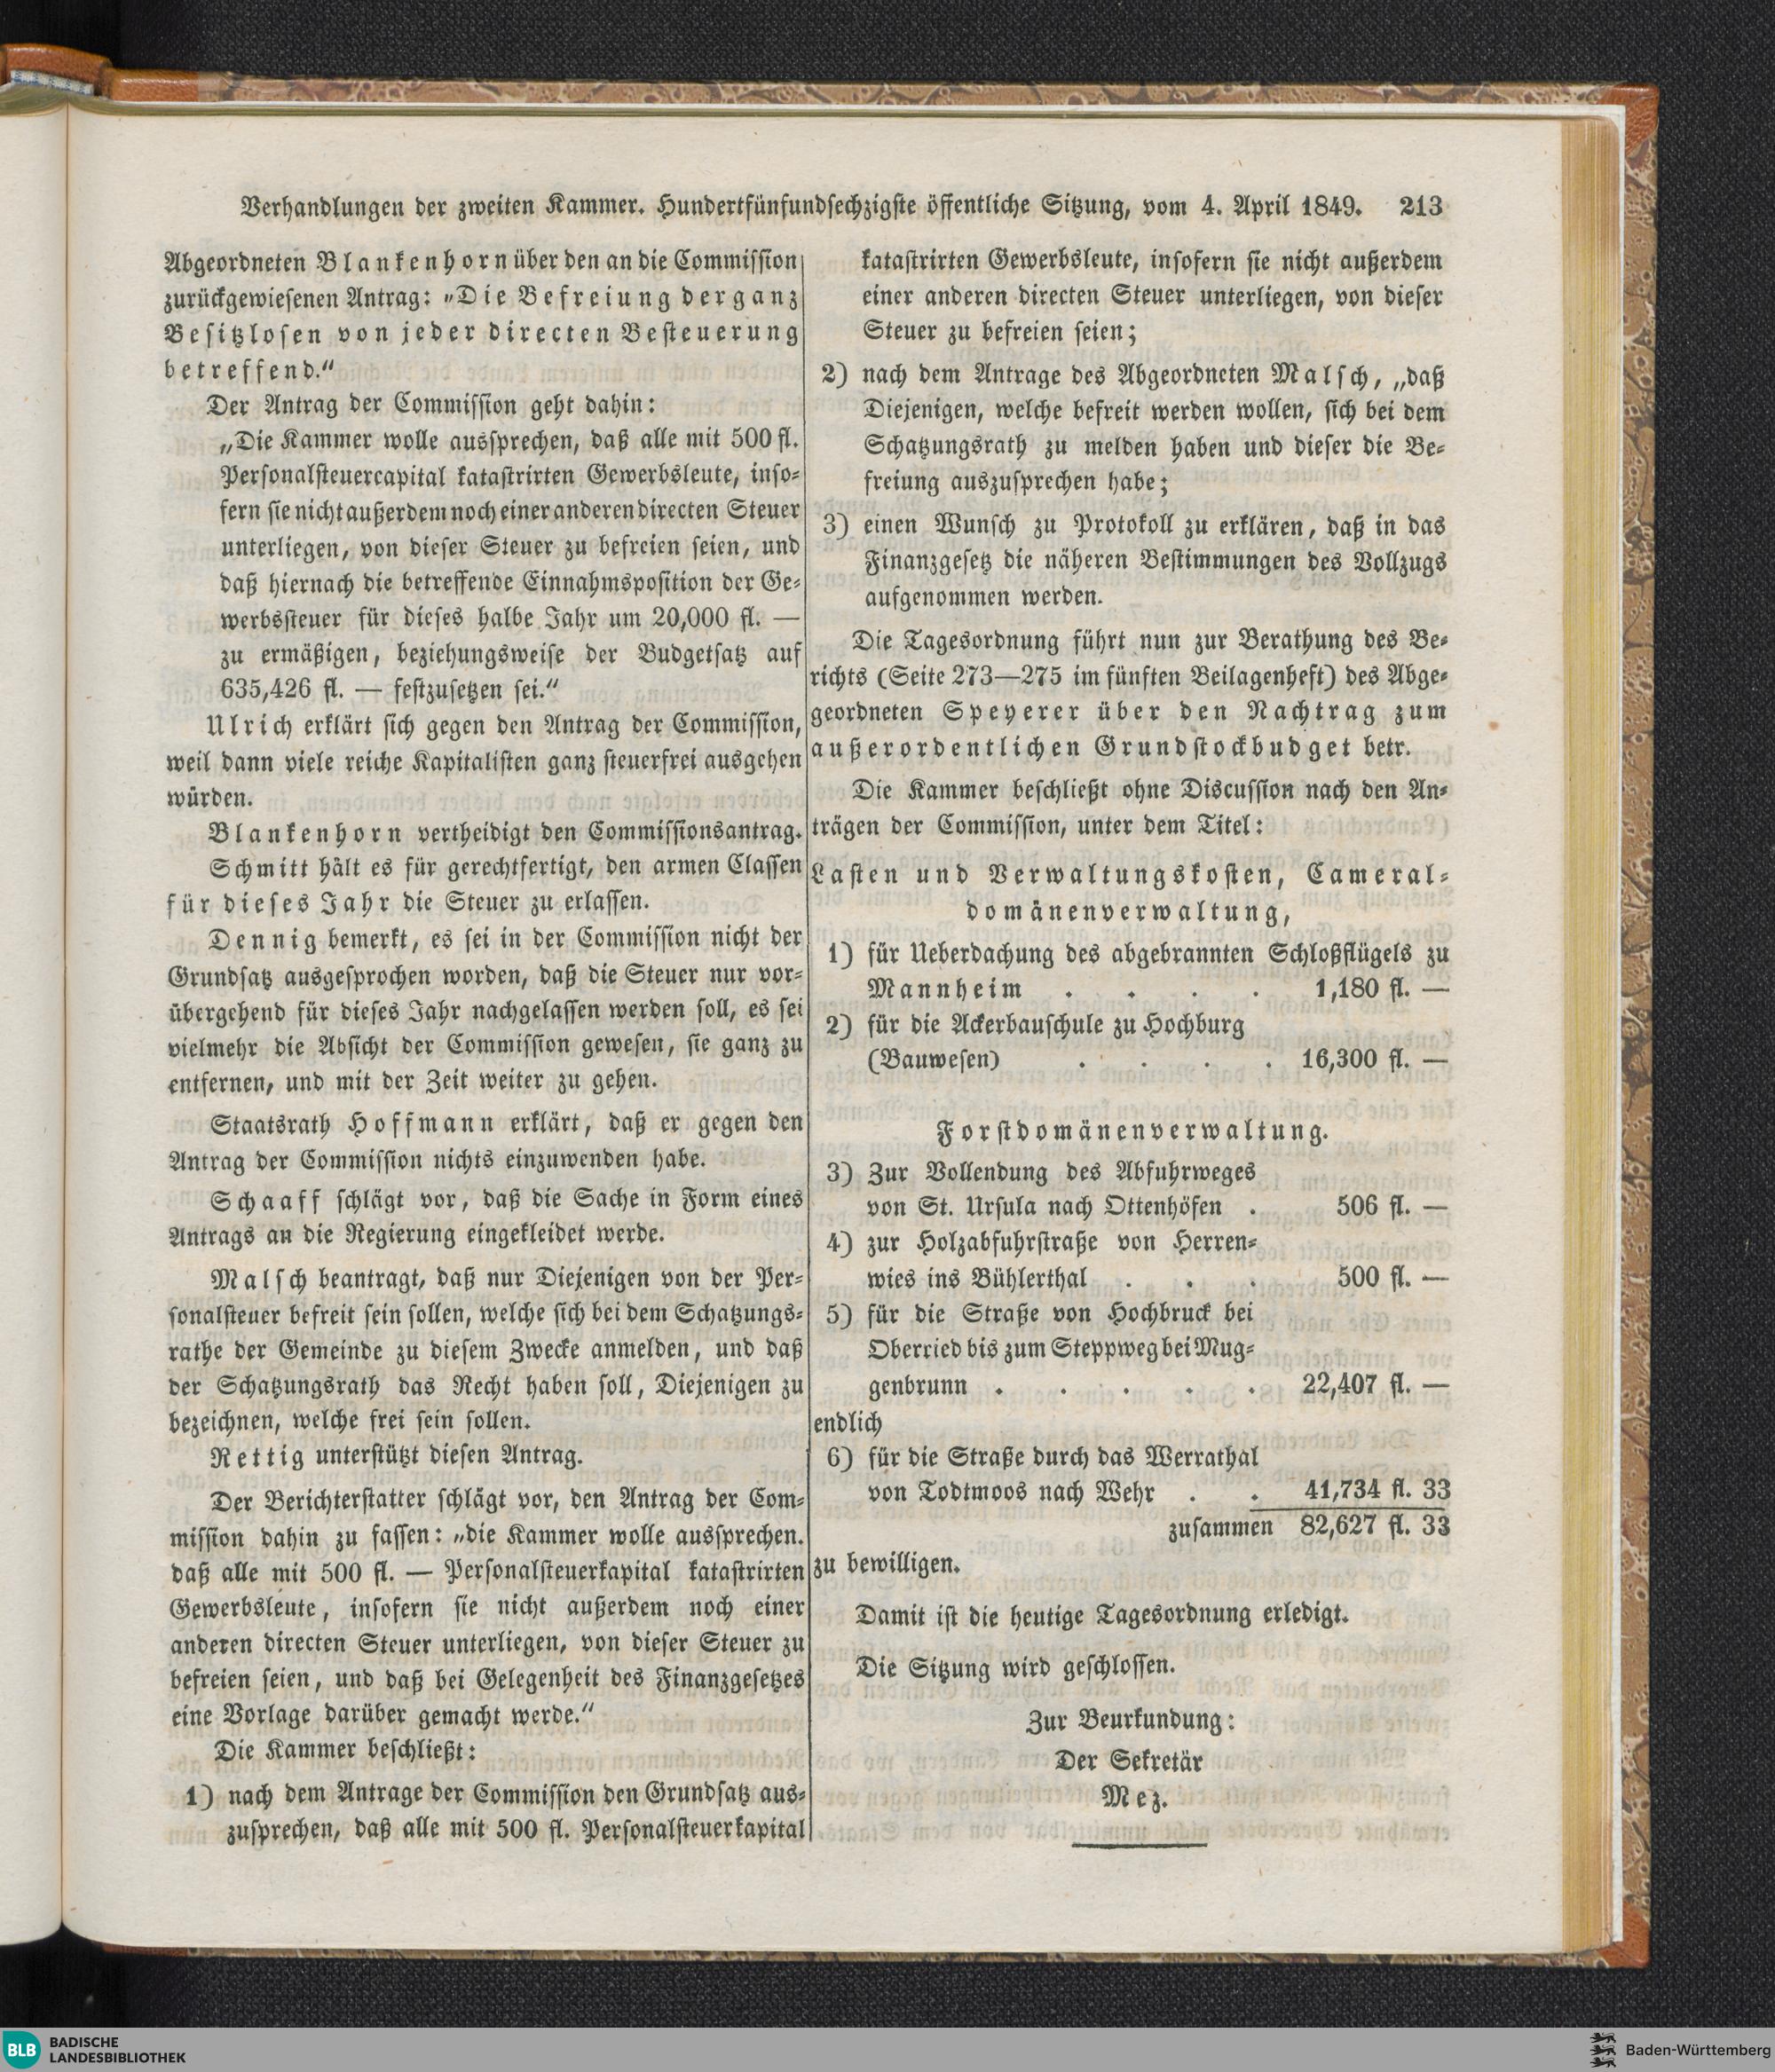 Verhandlungen der zweiten Kammer. Hundertfünfundsechzigste öffentliche Sitzung, vom 4. April 1849. 213
Abgeordneten Blankenhorn über den an die Commission
zurückgewiesenen Antrag: „Die Befreiung der ganz
Besitzlosen von jeder directen Besteuerung
betreffend.“
Der Antrag der Commission geht dahin:
„Die Kammer wolle aussprechen, daß alle mit 500 fl.
Personalsteuercapital katastrirten Gewerbsleute, inso-
fern sie nicht außerdem noch einer anderen directen Steuer
unterliegen, von dieser Steuer zu befreien seien, und
daß hiernach die betreffende Einnahmsposition der Ge-
werbssteuer für dieses halbe Jahr um 20,000 fl. —
zu ermäßigen, beziehungsweise der Budgetsatz auf
635,426 fl. — festzusetzen sei.“
Ulrich erklärt sich gegen den Antrag der Commission,
weil dann viele reiche Kapitalisten ganz steuerfrei ausgehen
würden.
Blankenhorn vertheidigt den Commissionsantrag.
Schmitt hält es für gerechtfertigt, den armen Classen
für dieses Jahr die Steuer zu erlassen.
Dennig bemerkt, es sei in der Commission nicht der
Grundsatz ausgesprochen worden, daß die Steuer nur vor-
übergehend für dieses Jahr nachgelassen werden soll, es sei
vielmehr die Absicht der Commission gewesen, sie ganz zu
entfernen, und mit der Zeit weiter zu gehen.
Staatsrath Hoffmann erklärt, daß er gegen den
Antrag der Commission nichts einzuwenden habe.
Schaaff schlägt vor, daß die Sache in Form eines
Antrags an die Regierung eingekleidet werde.
Malsch beantragt, daß nur Diejenigen von der Per-
sonalsteuer befreit sein sollen, welche sich bei dem Schatzungs-
rathe der Gemeinde zu diesem Zwecke anmelden, und daß
der Schatzungsrath das Recht haben soll, Diejenigen zu
bezeichnen, welche frei sein sollen.
Rettig unterstützt diesen Antrag.
Der Berichterstatter schlägt vor, den Antrag der Com-
mission dahin zu fassen: „die Kammer wolle aussprechen.
daß alle mit 500 fl. — Personalsteuerkapital katastrirten
Gewerbsleute, insofern sie nicht außerdem noch einer
anderen directen Steuer unterliegen, von dieser Steuer zu
befreien seien, und daß bei Gelegenheit des Finanzgesetzes
eine Vorlage darüber gemacht werde.“
Die Kammer beschließt:
1) nach dem Antrage der Commission den Grundsatz aus-
zusprechen, daß alle mit 500 fl. Personalsteuerkapital
katastrirten Gewerbsleute, insofern sie nicht außerdem
einer anderen directen Steuer unterliegen, von dieser
Steuer zu befreien seien;
2) nach dem Antrage des Abgeordneten Malsch, „daß
Diejenigen, welche befreit werden wollen, sich bei dem
Schatzungsrath zu melden haben und dieser die Be-
freiung auszusprechen habe;
3) einen Wunsch zu Protokoll zu erklären, daß in das
Finanzgesetz die näheren Bestimmungen des Vollzugs
aufgenommen werden.
Die Tagesordnung führt nun zur Berathung des Be-
richts (Seite 273—275 im fünften Beilagenheft) des Abge-
geordneten Speyerer über den Nachtrag zum
außerordentlichen Grundstockbudget betr.
Die Kammer beschließt ohne Discussion nach den An-
trägen der Commission, unter dem Titel:
Lasten und Verwaltungskosten, Cameral-
domänenverwaltung,
1) für Ueberdachung des abgebrannten Schloßflügels zu
Mannheim . . . . 1,180 fl. —
2) für die Ackerbauschule zu Hochburg
(Bauwesen) . . . . 16,300 fl. —
Forstdomänenverwaltung.
3) Zur Vollendung des Abfuhrweges
von St. Ursula nach Ottenhöfen . 506 fl. —
4) zur Holzabfuhrstraße von Herren-
wies ins Bühlerthal . . . 500 fl. —
5) für die Straße von Hochbruck bei
Oberried bis zum Steppweg bei Mug-
genbrunn . . . . . 22,407 fl. —
endlich
6) für die Straße durch das Werrathal
von Todtmoos nach Wehr . . 41,734 fl. 33
zusammen 82,627 fl. 33
zu bewilligen.
Damit ist die heutige Tagesordnung erledigt.
Die Sitzung wird geschlossen.
Zur Beurkundung:
Der Sekretär
Mez.
BLB BADISCHE
LANDESBIBLIOTHEK
Baden-Württemberg